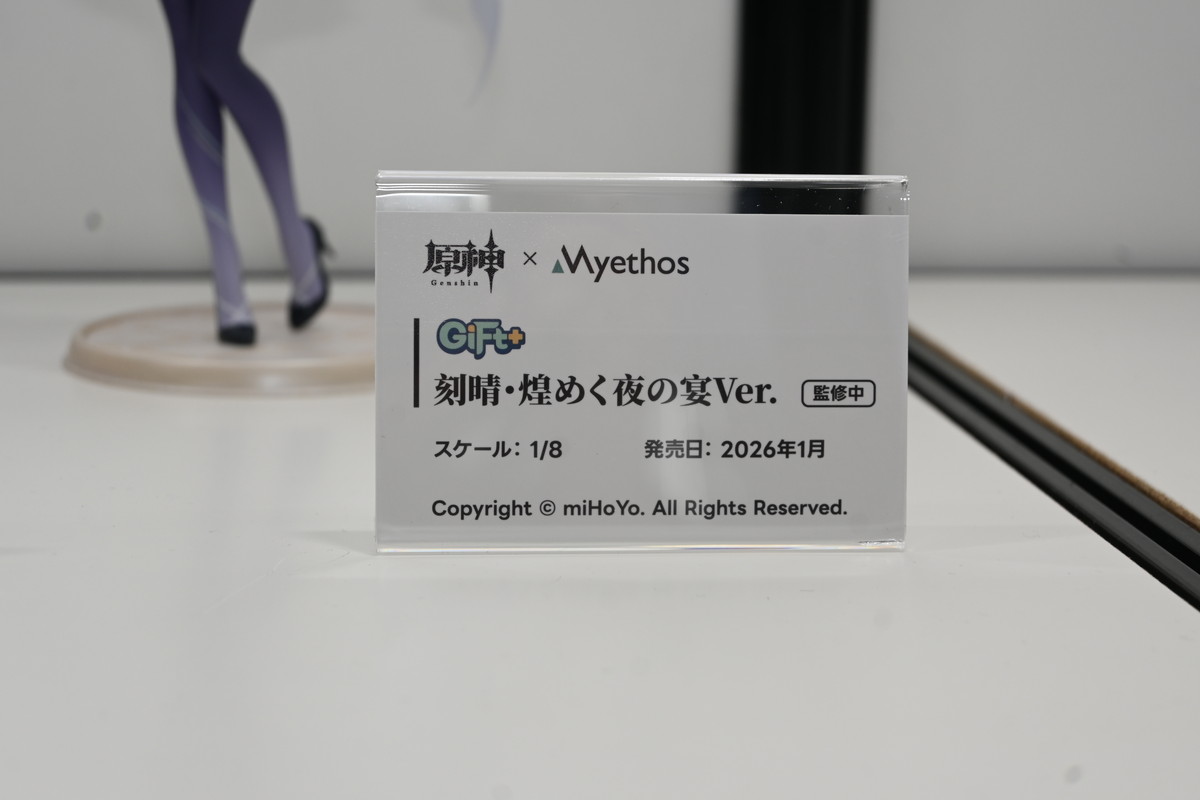 原神 × Myethos
Genshin
GiFt+
刻晴・煌めく夜の宴Ver. 監修中
スケール：1/8 発売日：2026年1月
Copyright © miHoYo. All Rights Reserved.